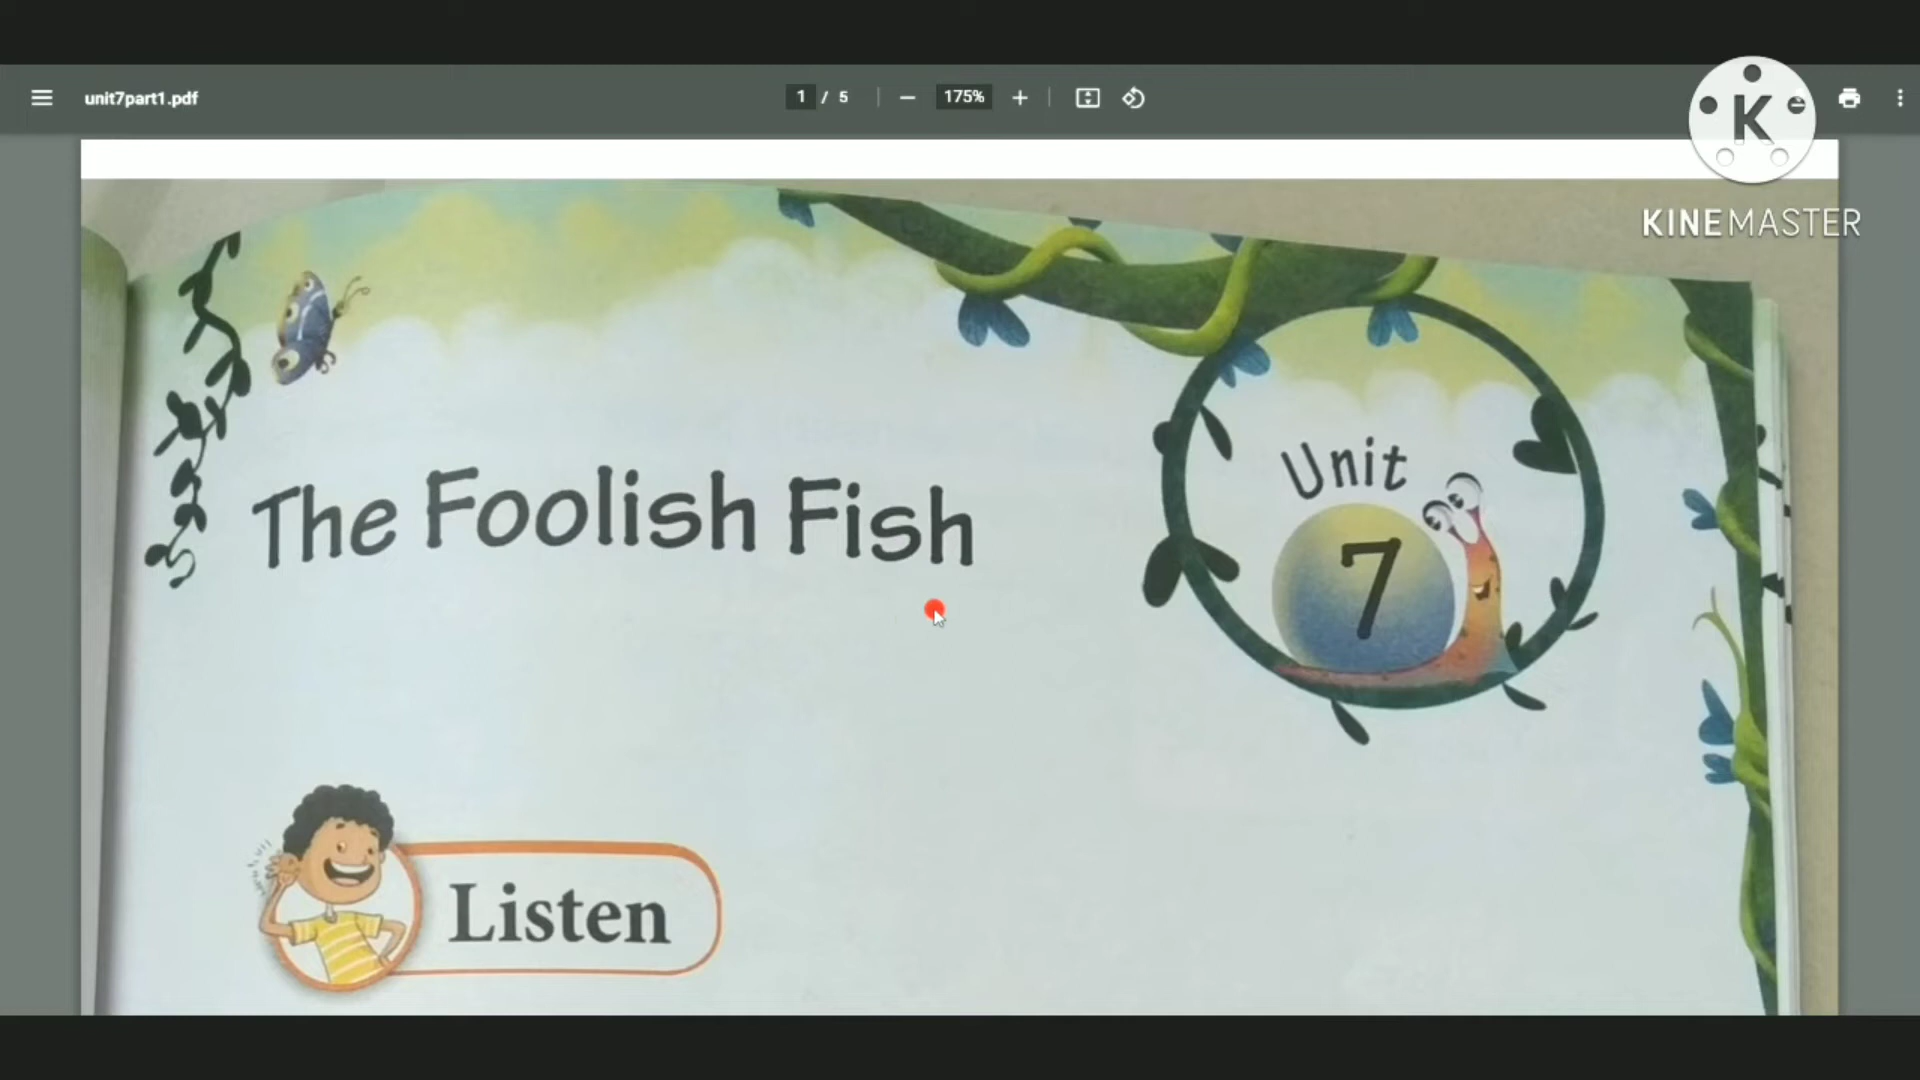 unit7part1.pdf
1 / 5
175%
K
KINEMASTER
The Foolish Fish
Unit
7
Listen